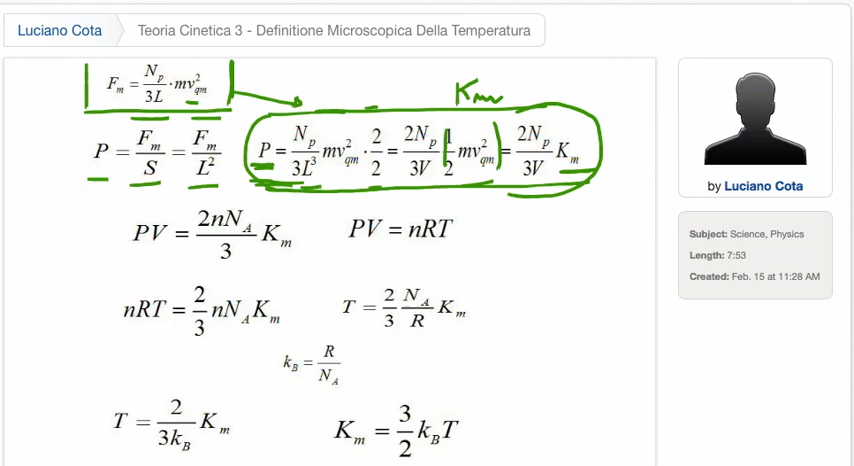 Luciano Cota Teoria Cinetica 3 - Definitione Microscopica Della Temperatura
F_m = N_p/3L · mv²_qm
K_m
P = F_m/S = F_m/L² P = N_p/3L³ mv²_qm · 2/2 = 2N_p/3V (1/2 mv²_qm) = 2N_p/3V K_m
by Luciano Cota
PV = 2nN_A/3 K_m PV = nRT
Subject: Science, Physics
Length: 7:53
Created: Feb. 15 at 11:28 AM
nRT = 2/3 nN_A K_m T = 2/3 N_A/R K_m
k_B = R/N_A
T = 2/3k_B K_m K_m = 3/2 k_B T